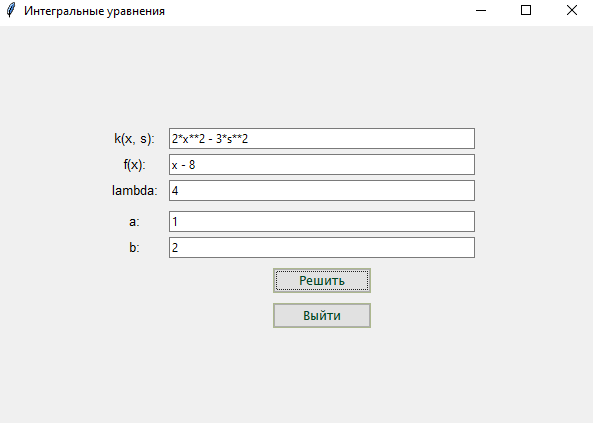 Интегральные уравнения
k(x, s): 2*x**2 - 3*s**2
f(x): x - 8
lambda: 4
a: 1
b: 2
Решить
Выйти